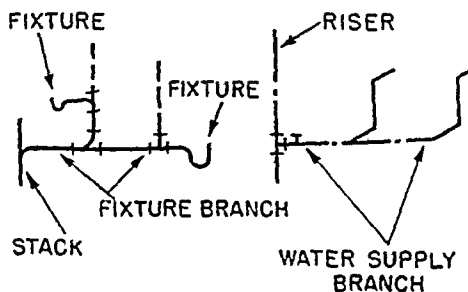 FIXTURE
RISER
FIXTURE
FIXTURE BRANCH
STACK
WATER SUPPLY
BRANCH